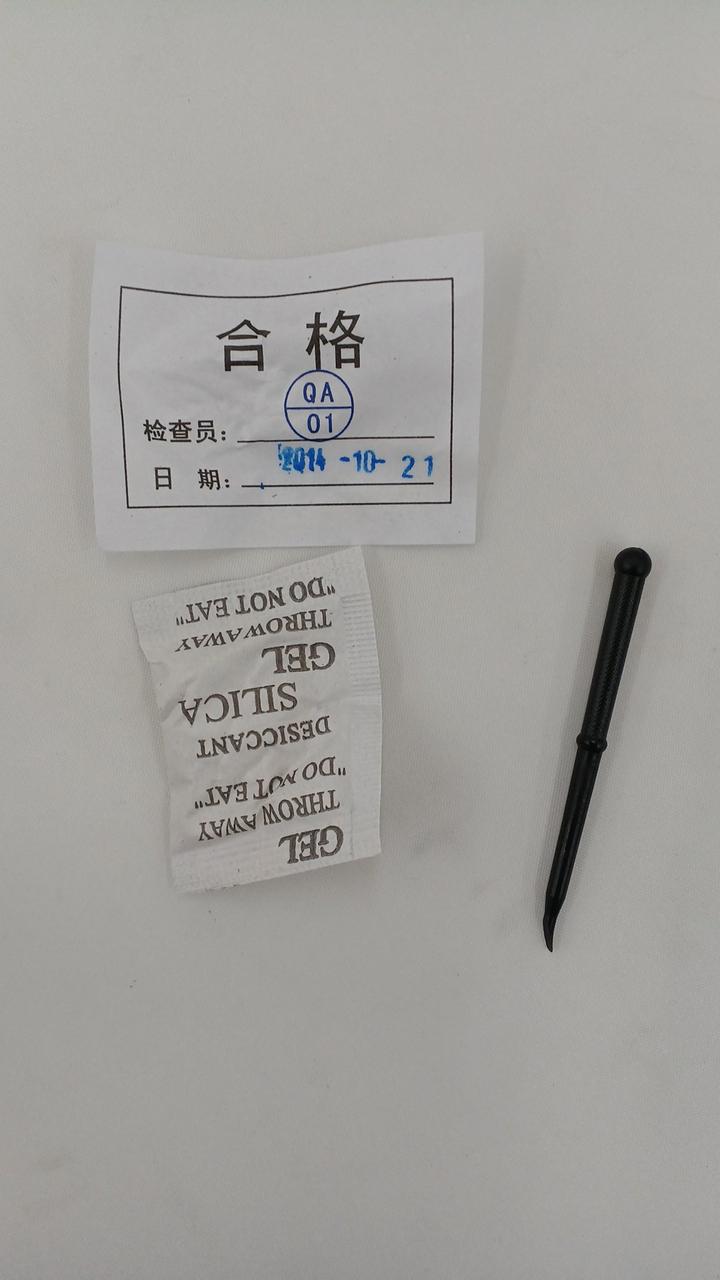 合格
QA
01
检查员:
2014-10-21
日 期:
"DO NOT EAT"
THROW AWAY
GEL
SILICA
DESICCANT
"DO NOT EAT"
THROW AWAY
GEL